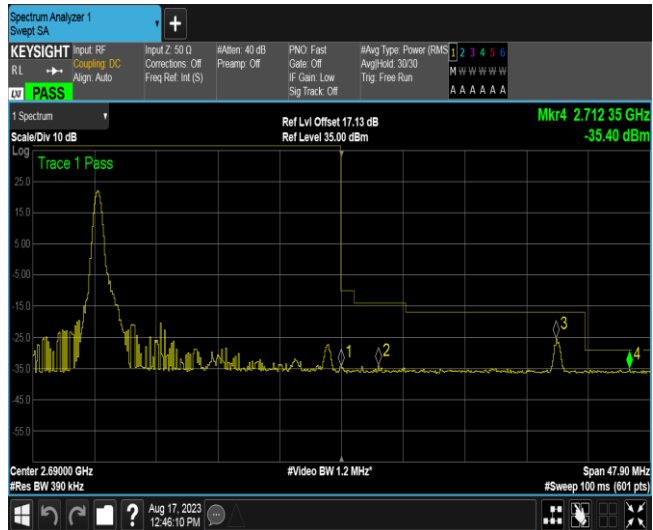 Spectrum Analyzer 1
Swept SA
KEYSIGHT Input: RF Input Z: 50 Ω #Atten: 40 dB PNO: Fast #Avg Type: Power (RMS 1 2 3 4 5 6
RL Coupling: DC Corrections: Off Preamp: Off Gate: Off Avg|Hold: 30/30 M W W W W W
Align: Auto Freq Ref: Int (S) IF Gain: Low Trig: Free Run
LXI PASS Sig Track: Off A A A A A A
1 Spectrum Ref Lvl Offset 17.13 dB Mkr4 2.712 35 GHz
Scale/Div 10 dB Ref Level 35.00 dBm -35.40 dBm
Log
Trace 1 Pass
25.0
15.0
5.00
-5.00
-15.0
3
-25.0
1 2 4
-35.0
-45.0
-55.0
Center 2.69000 GHz #Video BW 1.2 MHz* Span 47.90 MHz
#Res BW 390 kHz #Sweep 100 ms (601 pts)
? Aug 17, 2023
12:46:10 PM